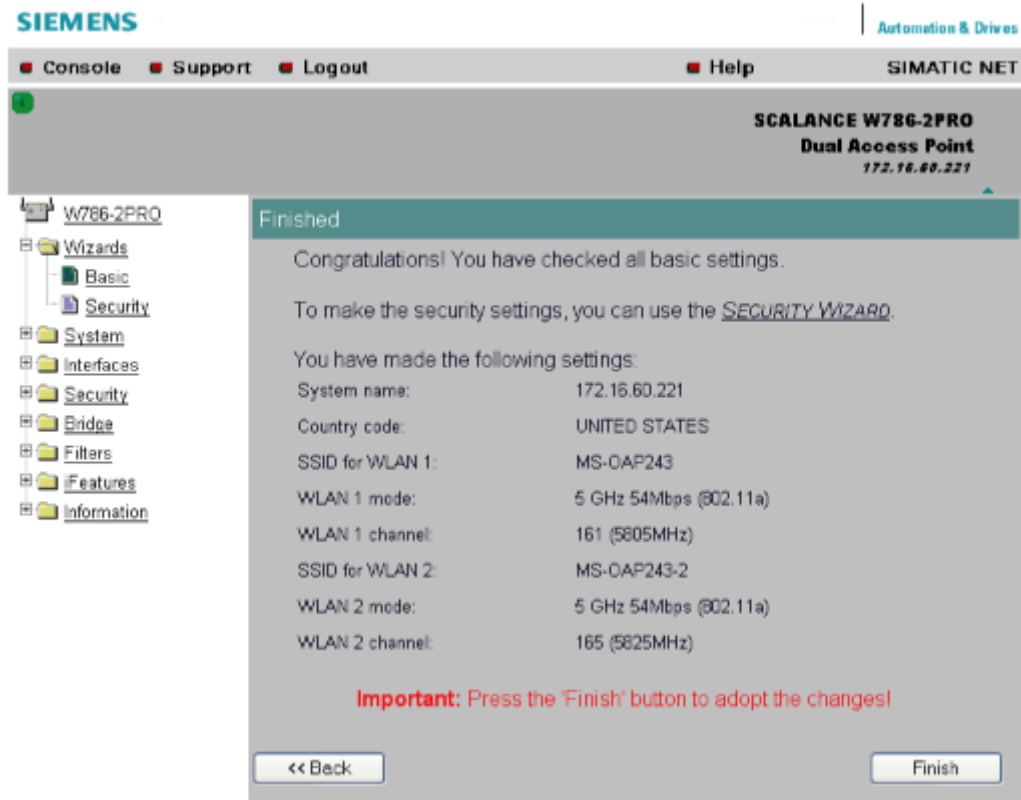 SIEMENS
Automation & Drives
Console Support Logout Help SIMATIC NET
SCALANCE W786-2PRO
Dual Access Point
172.16.60.221
W786-2PRO
Wizards
Basic
Security
System
Interfaces
Security
Bridge
Filters
iFeatures
Information
Finished
Congratulations! You have checked all basic settings.
To make the security settings, you can use the SECURITY WIZARD.
You have made the following settings:
System name: 172.16.60.221
Country code: UNITED STATES
SSID for WLAN 1: MS-OAP243
WLAN 1 mode: 5 GHz 54Mbps (802.11a)
WLAN 1 channel: 161 (5805MHz)
SSID for WLAN 2: MS-OAP243-2
WLAN 2 mode: 5 GHz 54Mbps (802.11a)
WLAN 2 channel: 165 (5825MHz)
Important: Press the 'Finish' button to adopt the changes!
<< Back Finish